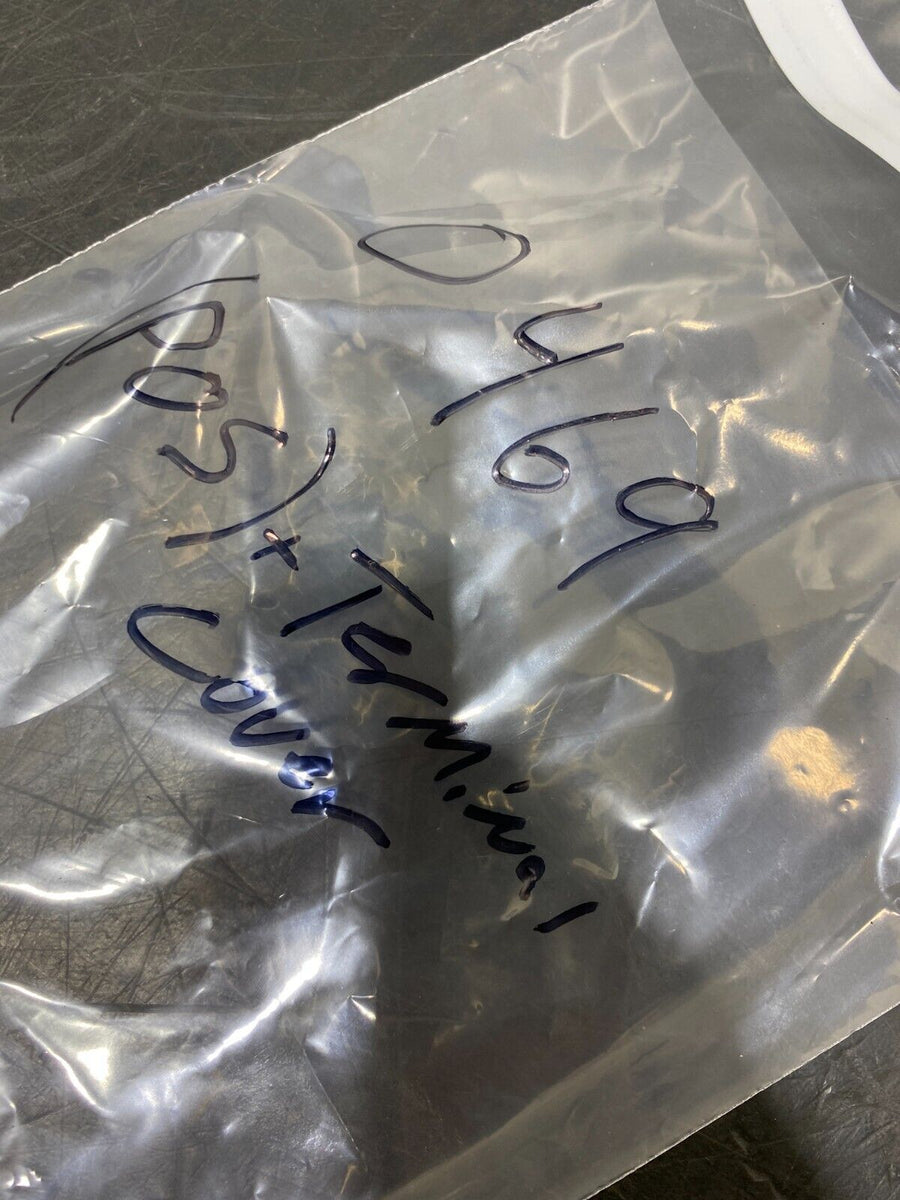 0469
(POS)+ Terminal
Cover